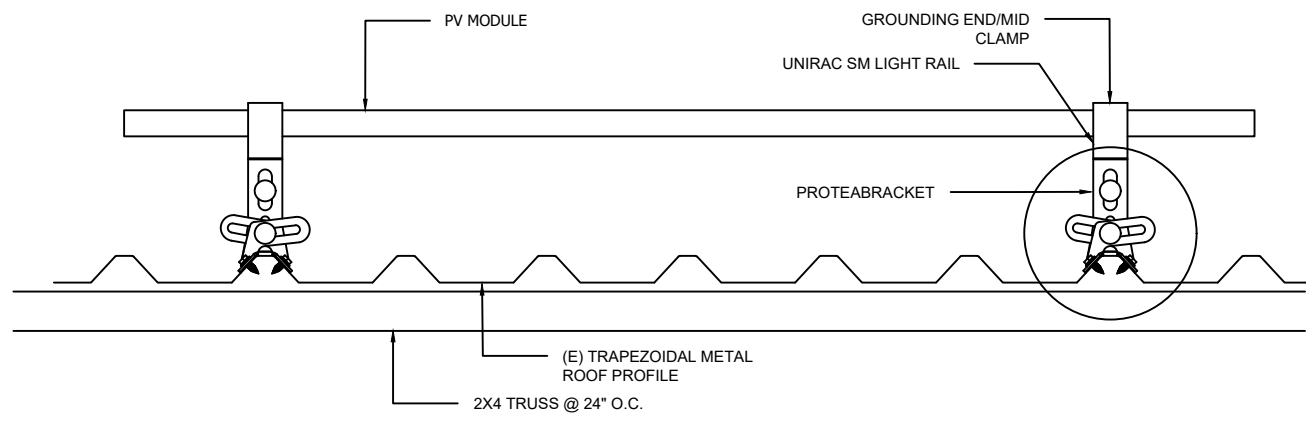 PV MODULE
GROUNDING END/MID
CLAMP
UNIRAC SM LIGHT RAIL
PROTEABRACKET
(E) TRAPEZOIDAL METAL
ROOF PROFILE
2X4 TRUSS @ 24" O.C.